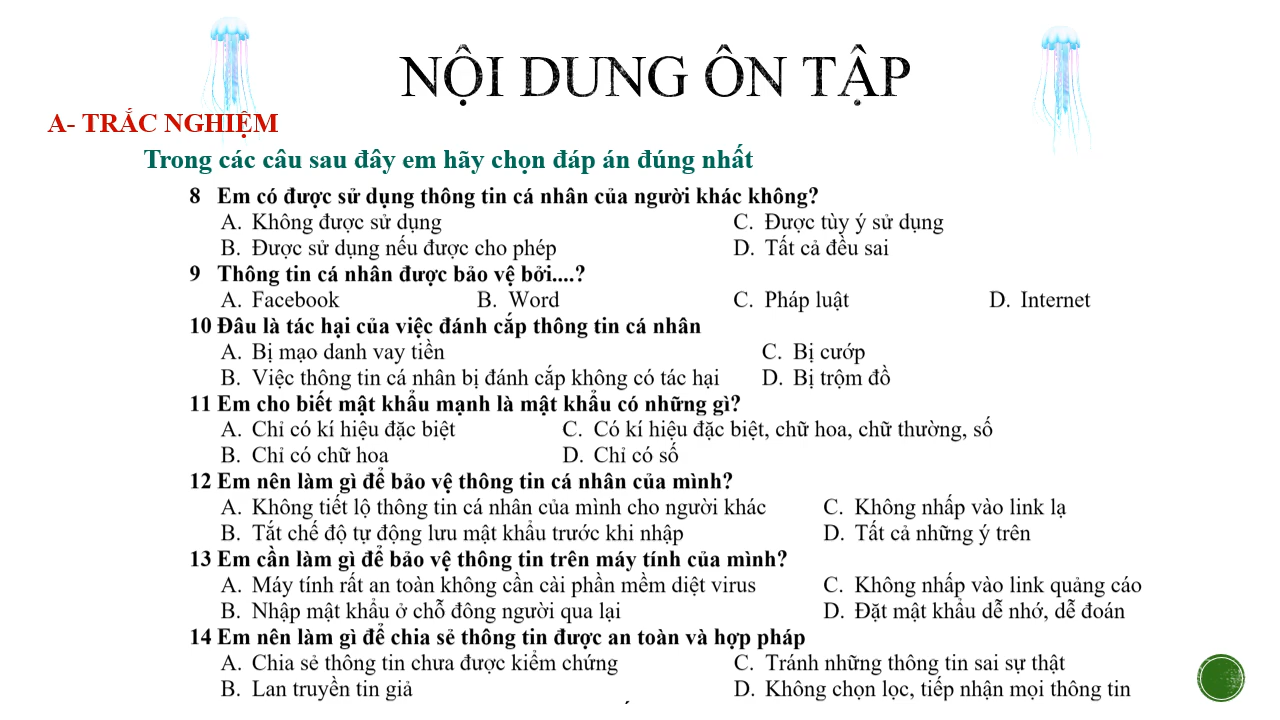 NỘI DUNG ÔN TẬP
A- TRẮC NGHIỆM
Trong các câu sau đây em hãy chọn đáp án đúng nhất
8 Em có được sử dụng thông tin cá nhân của người khác không?
A. Không được sử dụng C. Được tùy ý sử dụng
B. Được sử dụng nếu được cho phép D. Tất cả đều sai
9 Thông tin cá nhân được bảo vệ bởi....?
A. Facebook B. Word C. Pháp luật D. Internet
10 Đâu là tác hại của việc đánh cắp thông tin cá nhân
A. Bị mạo danh vay tiền C. Bị cướp
B. Việc thông tin cá nhân bị đánh cắp không có tác hại D. Bị trộm đồ
11 Em cho biết mật khẩu mạnh là mật khẩu có những gì?
A. Chỉ có kí hiệu đặc biệt C. Có kí hiệu đặc biệt, chữ hoa, chữ thường, số
B. Chỉ có chữ hoa D. Chỉ có số
12 Em nên làm gì để bảo vệ thông tin cá nhân của mình?
A. Không tiết lộ thông tin cá nhân của mình cho người khác C. Không nhấp vào link lạ
B. Tắt chế độ tự động lưu mật khẩu trước khi nhập D. Tất cả những ý trên
13 Em cần làm gì để bảo vệ thông tin trên máy tính của mình?
A. Máy tính rất an toàn không cần cài phần mềm diệt virus C. Không nhấp vào link quảng cáo
B. Nhập mật khẩu ở chỗ đông người qua lại D. Đặt mật khẩu dễ nhớ, dễ đoán
14 Em nên làm gì để chia sẻ thông tin được an toàn và hợp pháp
A. Chia sẻ thông tin chưa được kiểm chứng C. Tránh những thông tin sai sự thật
B. Lan truyền tin giả D. Không chọn lọc, tiếp nhận mọi thông tin